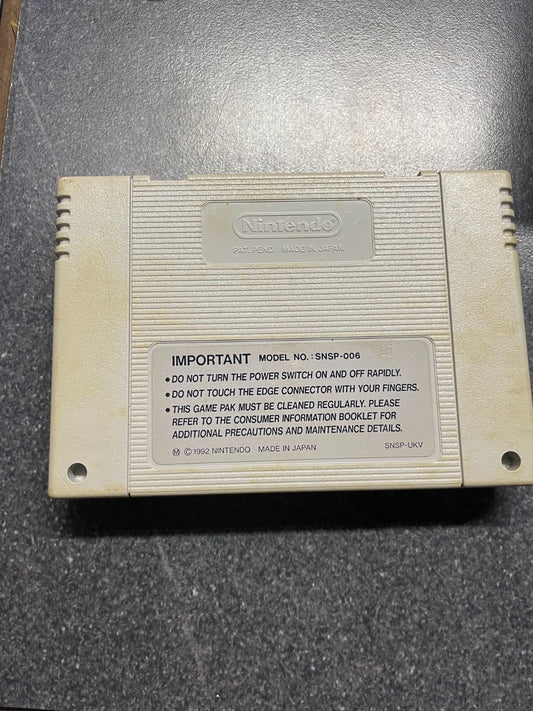 Nintendo
PAT. PEND. MADE IN JAPAN
IMPORTANT MODEL NO.: SNSP-006
• DO NOT TURN THE POWER SWITCH ON AND OFF RAPIDLY.
• DO NOT TOUCH THE EDGE CONNECTOR WITH YOUR FINGERS.
• THIS GAME PAK MUST BE CLEANED REGULARLY. PLEASE
REFER TO THE CONSUMER INFORMATION BOOKLET FOR
ADDITIONAL PRECAUTIONS AND MAINTENANCE DETAILS.
Ⓜ © 1992 NINTENDO MADE IN JAPAN SNSP-UKV